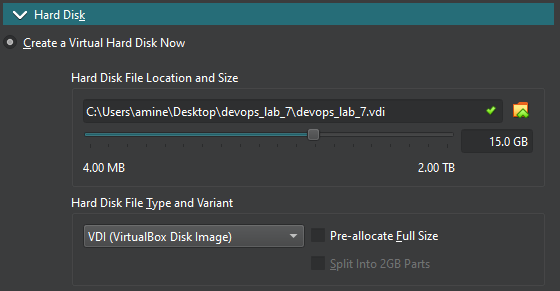 Hard Disk
Create a Virtual Hard Disk Now
Hard Disk File Location and Size
C:\Users\amine\Desktop\devops_lab_7\devops_lab_7.vdi
15.0 GB
4.00 MB 2.00 TB
Hard Disk File Type and Variant
VDI (VirtualBox Disk Image) Pre-allocate Full Size
Split Into 2GB Parts